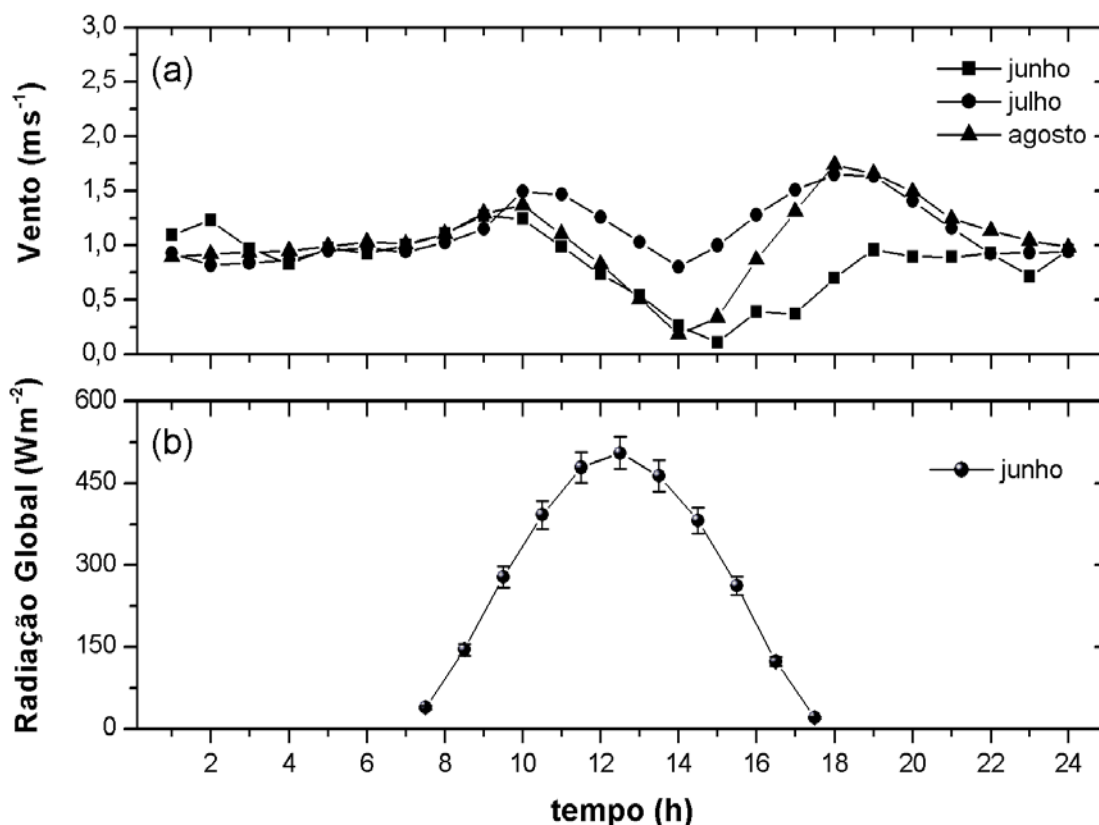 (a)
junho
julho
agosto
Vento (ms⁻¹)
3,0
2,5
2,0
1,5
1,0
0,5
0,0
(b)
junho
Radiação Global (Wm⁻²)
600
450
300
150
0
2 4 6 8 10 12 14 16 18 20 22 24
tempo (h)